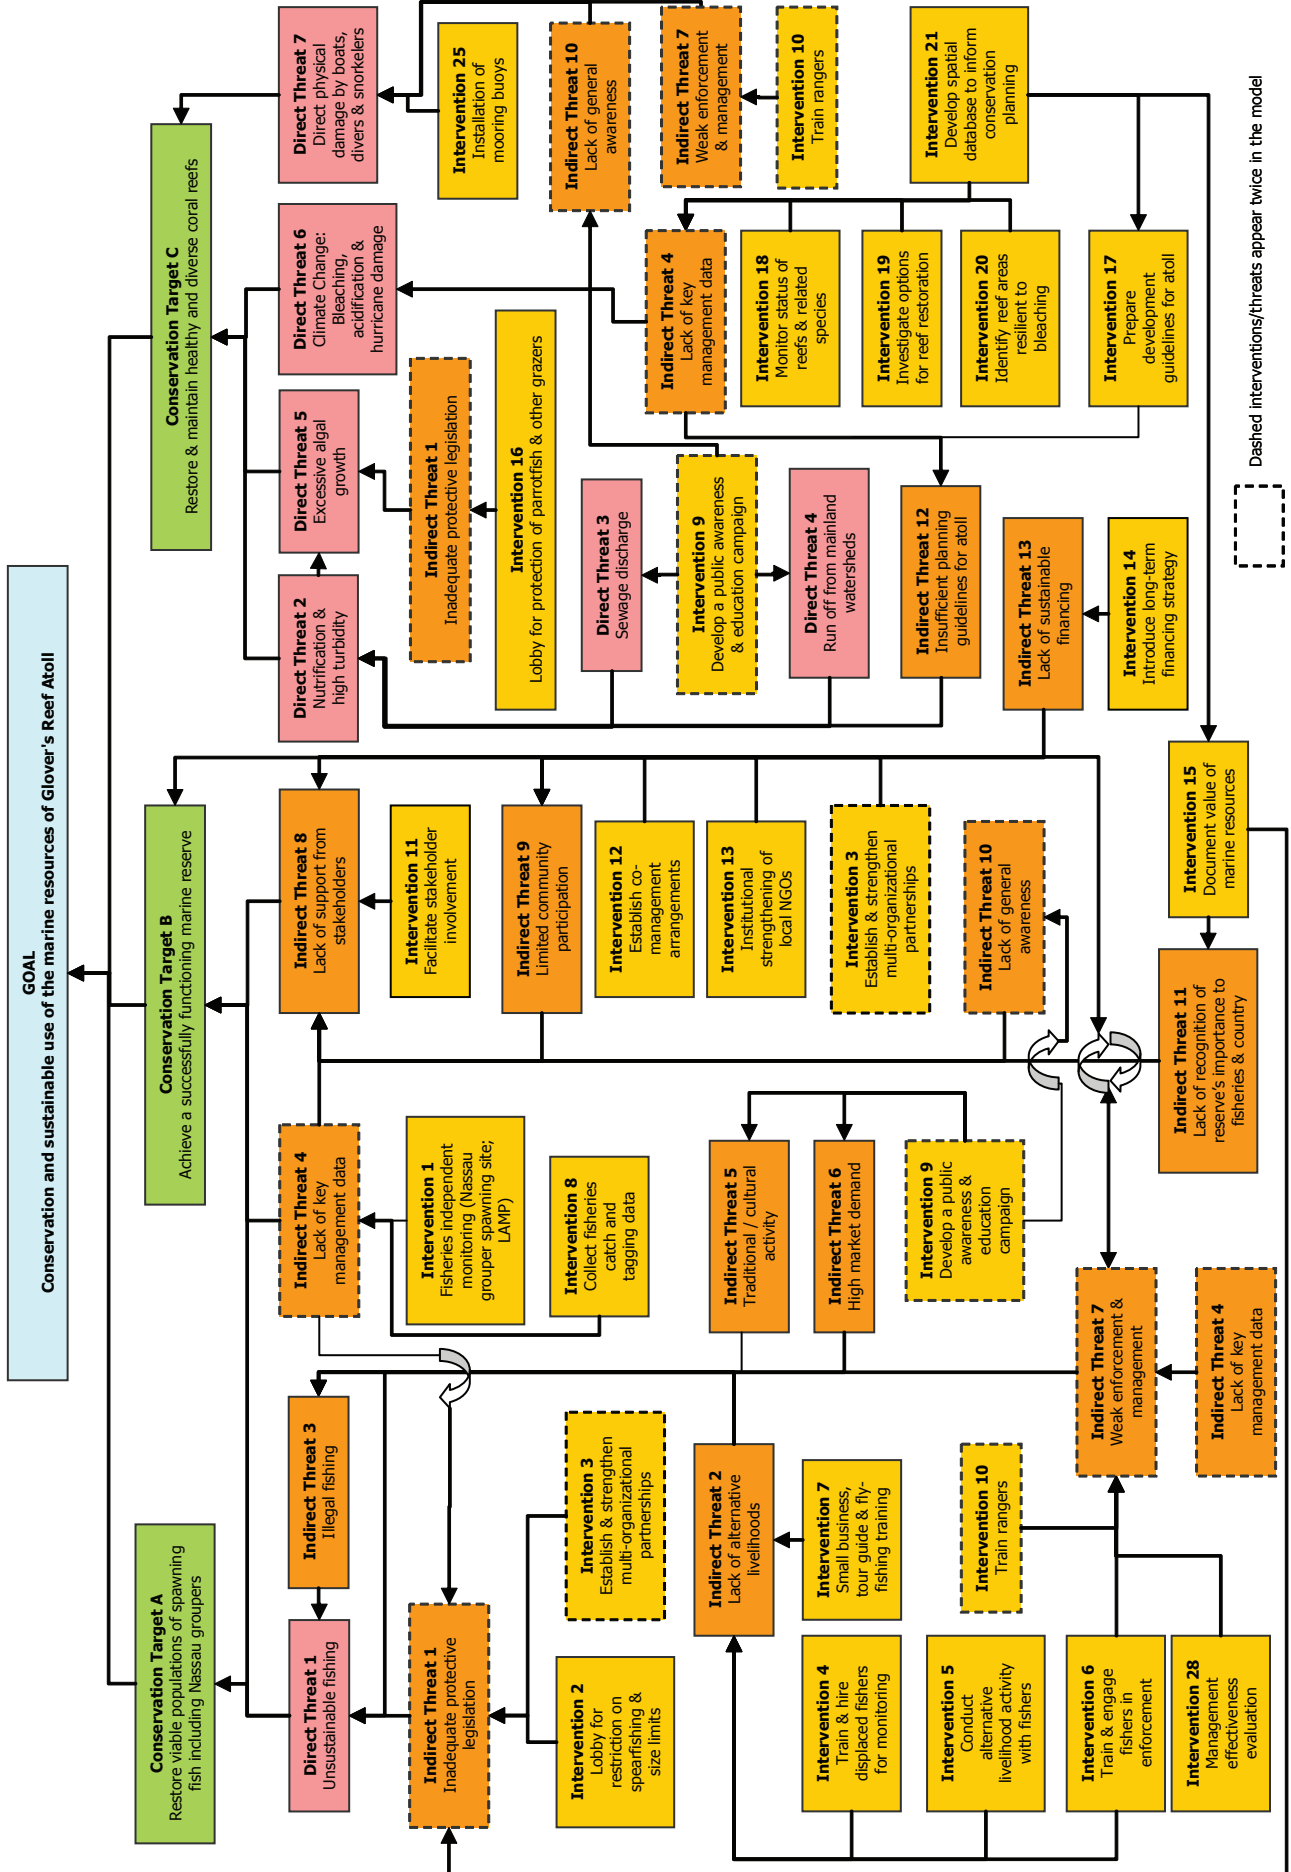 GOAL
Conservation and sustainable use of the marine resources of Glover's Reef Atoll
Conservation Target A
Restore viable populations of spawning
fish including Nassau groupers
Conservation Target B
Achieve a successfully functioning marine reserve
Conservation Target C
Restore & maintain healthy and diverse coral reefs
Direct Threat 1
Unsustainable fishing
Indirect Threat 3
Illegal fishing
Indirect Threat 4
Lack of key
management data
Indirect Threat 8
Lack of support from
stakeholders
Direct Threat 2
Nutrification &
high turbidity
Direct Threat 5
Excessive algal
growth
Direct Threat 6
Climate Change:
Bleaching,
acidification &
hurricane damage
Direct Threat 7
Direct physical
damage by boats,
divers & snorkelers
Indirect Threat 1
Inadequate protective
legislation
Intervention 1
Fisheries independent
monitoring (Nassau
grouper spawning site;
LAMP)
Intervention 11
Facilitate stakeholder
involvement
Indirect Threat 1
Inadequate protective legislation
Intervention 25
Installation of
mooring buoys
Intervention 2
Lobby for
restriction on
spearfishing &
size limits
Intervention 3
Establish & strengthen
multi-organizational
partnerships
Intervention 8
Collect fisheries
catch and
tagging data
Indirect Threat 9
Limited community
participation
Intervention 16
Lobby for protection of parrotfish & other grazers
Indirect Threat 10
Lack of general
awareness
Intervention 12
Establish co-
management
arrangements
Direct Threat 3
Sewage discharge
Indirect Threat 4
Lack of key
management data
Indirect Threat 7
Weak enforcement
& management
Indirect Threat 2
Lack of alternative
livelihoods
Indirect Threat 5
Traditional / cultural
activity
Intervention 13
Institutional
strengthening of
local NGOs
Intervention 9
Develop a public awareness
& education campaign
Intervention 18
Monitor status of
reefs & related
species
Intervention 10
Train rangers
Intervention 4
Train & hire
displaced fishers
for monitoring
Intervention 7
Small business,
tour guide & fly-
fishing training
Indirect Threat 6
High market demand
Intervention 3
Establish & strengthen
multi-organizational
partnerships
Direct Threat 4
Run off from mainland
watersheds
Intervention 19
Investigate options
for reef restoration
Intervention 21
Develop spatial
database to inform
conservation
planning
Intervention 5
Conduct
alternative
livelihood activity
with fishers
Intervention 10
Train rangers
Intervention 9
Develop a public
awareness &
education
campaign
Indirect Threat 10
Lack of general
awareness
Indirect Threat 12
Insufficient planning
guidelines for atoll
Intervention 20
Identify reef areas
resilient to
bleaching
Intervention 6
Train & engage
fishers in
enforcement
Indirect Threat 7
Weak enforcement &
management
Indirect Threat 13
Lack of sustainable
financing
Intervention 17
Prepare
development
guidelines for atoll
Intervention 28
Management
effectiveness
evaluation
Indirect Threat 4
Lack of key
management data
Indirect Threat 11
Lack of recognition of
reserve’s importance to
fisheries & country
Intervention 15
Document value of
marine resources
Intervention 14
Introduce long-term
financing strategy
Dashed interventions/threats appear twice in the model